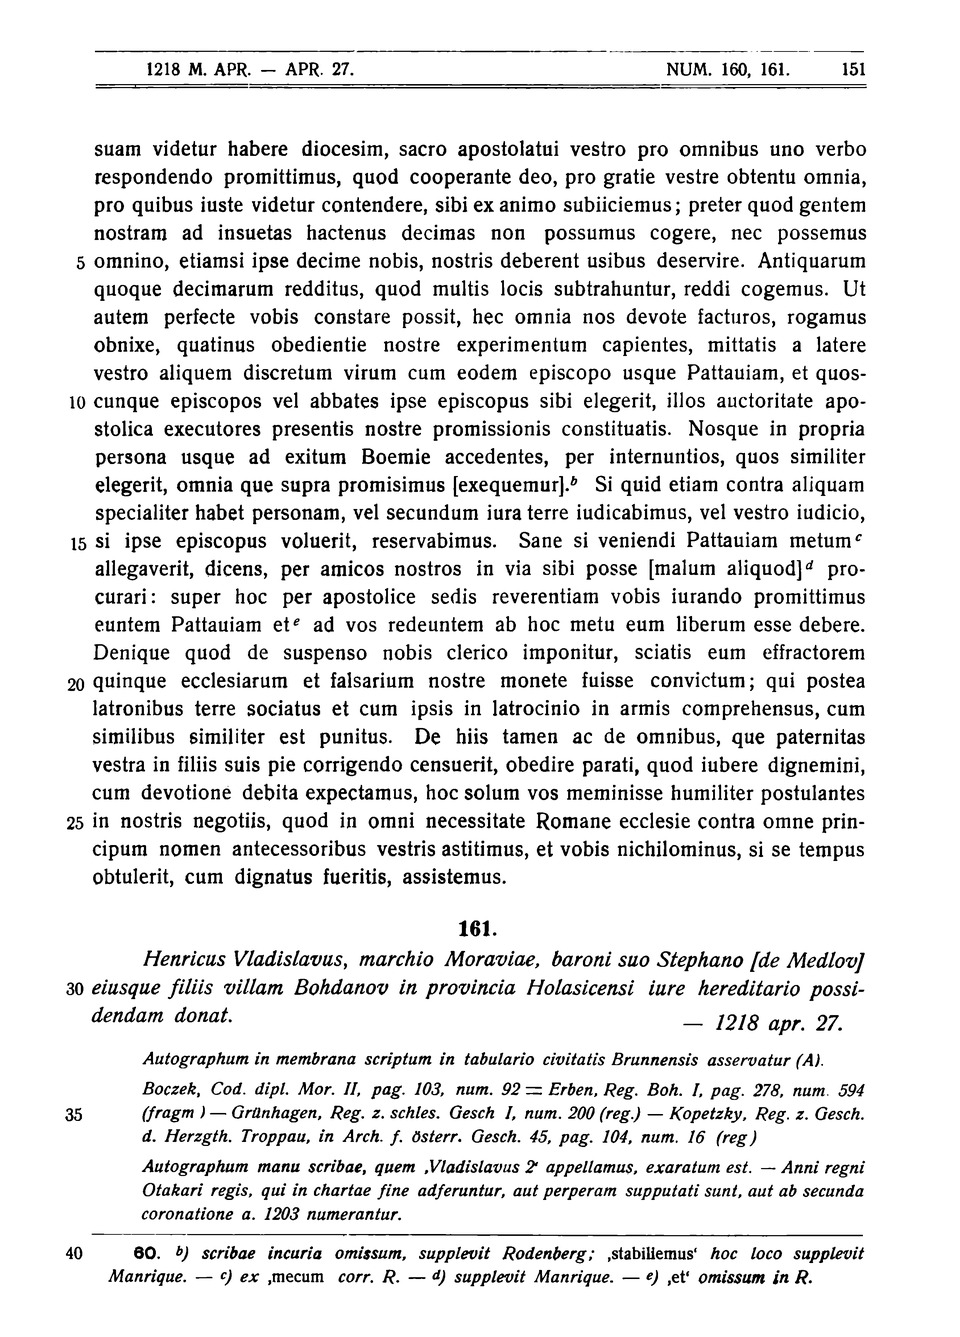 1218 M. APR. — APR. 27. NUM. 160, 161. 151
suam videtur habere diocesim, sacro apostolatui vestro pro omnibus uno verbo
respondendo promittimus, quod cooperante deo, pro gratie vestre obtentu omnia,
pro quibus iuste videtur contendere, sibi ex animo subiiciemus; preter quod gentem
nostram ad insuetas hactenus decimas non possumus cogere, nec possemus
5 omnino, etiamsi ipse decime nobis, nostris deberent usibus deservire. Antiquarum
quoque decimarum redditus, quod multis locis subtrahuntur, reddi cogemus. Ut
autem perfecte vobis constare possit, hec omnia nos devote facturos, rogamus
obnixe, quatinus obedientie nostre experimentum capientes, mittatis a latere
vestro aliquem discretum virum cum eodem episcopo usque Pattauiam, et quos-
10 cunque episcopos vel abbates ipse episcopus sibi elegerit, illos auctoritate apo-
stolica executores presentis nostre promissionis constituatis. Nosque in propria
persona usque ad exitum Boemie accedentes, per internuntios, quos similiter
elegerit, omnia que supra promisimus [exequemur].b Si quid etiam contra aliquam
specialiter habet personam, vel secundum iura terre iudicabimus, vel vestro iudicio,
15 si ipse episcopus voluerit, reservabimus. Sane si veniendi Pattauiam metum c
allegaverit, dicens, per amicos nostros in via sibi posse [malum aliquod] d pro-
curari: super hoc per apostolice sedis reverentiam vobis iurando promittimus
euntem Pattauiam et e ad vos redeuntem ab hoc metu eum liberum esse debere.
Denique quod de suspenso nobis clerico imponitur, sciatis eum effractorem
20 quinque ecclesiarum et falsarium nostre monete fuisse convictum; qui postea
latronibus terre sociatus et cum ipsis in latrocinio in armis comprehensus, cum
similibus similiter est punitus. De hiis tamen ac de omnibus, que paternitas
vestra in filiis suis pie corrigendo censuerit, obedire parati, quod iubere dignemini,
cum devotione debita expectamus, hoc solum vos meminisse humiliter postulantes
25 in nostris negotiis, quod in omni necessitate Romane ecclesie contra omne prin-
cipum nomen antecessoribus vestris astitimus, et vobis nichilominus, si se tempus
obtulerit, cum dignatus fueritis, assistemus.
161.
Henricus Vladislavus, marchio Moraviae, baroni suo Stephano [de Medlov]
30 eiusque filiis villam Bohdanov in provincia Holasicensi iure hereditario possi-
dendam donat. — 1218 apr. 27.
Autographum in membrana scriptum in tabulario civitatis Brunnensis asservatur (A).
Boczek, Cod. dipl. Mor. II, pag. 103, num. 92 = Erben, Reg. Boh. I, pag. 278, num. 594
35 (fragm ) — Grünhagen, Reg. z. schles. Gesch I, num. 200 (reg.) — Kopetzky, Reg. z. Gesch.
d. Herzgth. Troppau, in Arch. f. österr. Gesch. 45, pag. 104, num. 16 (reg)
Autographum manu scribae, quem ‚Vladislavus 2‘ appellamus, exaratum est. — Anni regni
Otakari regis, qui in chartae fine adferuntur, aut perperam supputati sunt, aut ab secunda
coronatione a. 1203 numerantur.
40 60. b) scribae incuria omissum, supplevit Rodenberg; ‚stabiliemus‘ hoc loco supplevit
Manrique. — c) ex ‚mecum corr. R. — d) supplevit Manrique. — e) ‚et‘ omissum in R.